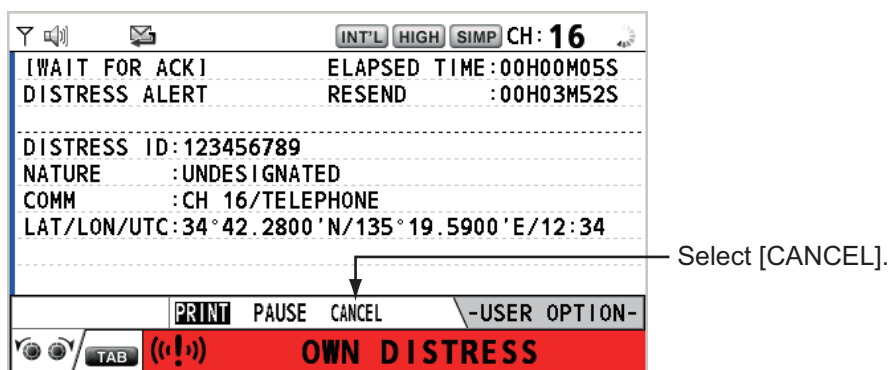 INT'L HIGH SIMP CH: 16
[WAIT FOR ACK] ELAPSED TIME:00H00M05S
DISTRESS ALERT RESEND :00H03M52S
DISTRESS ID:123456789
NATURE :UNDESIGNATED
COMM :CH 16/TELEPHONE
LAT/LON/UTC:34°42.2800'N/135°19.5900'E/12:34
Select [CANCEL].
PRINT PAUSE CANCEL -USER OPTION-
TAB OWN DISTRESS